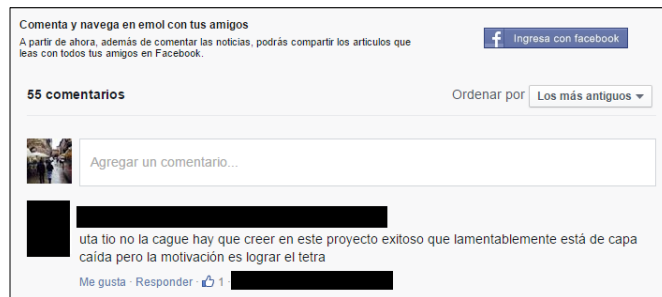 Comenta y navega en emol con tus amigos
A partir de ahora, además de comentar las noticias, podrás compartir los articulos que
leas con todos tus amigos en Facebook.
f Ingresa con facebook
55 comentarios
Ordenar por Los más antiguos
Agregar un comentario...
uta tio no la cague hay que creer en este proyecto exitoso que lamentablemente está de capa
caída pero la motivación es lograr el tetra
Me gusta · Responder · 1 ·